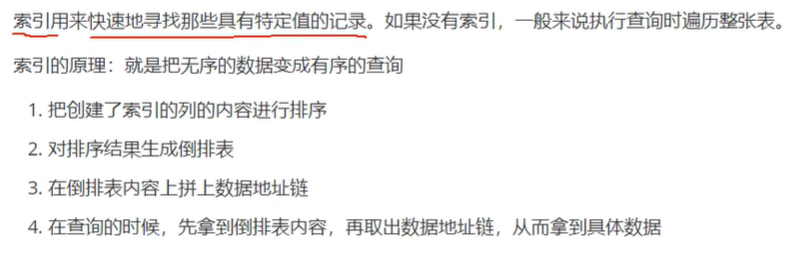 索引用来快速地寻找那些具有特定值的记录。如果没有索引，一般来说执行查询时遍历整张表。
索引的原理：就是把无序的数据变成有序的查询
1. 把创建了索引的列的内容进行排序
2. 对排序结果生成倒排表
3. 在倒排表内容上拼上数据地址链
4. 在查询的时候，先拿到倒排表内容，再取出数据地址链，从而拿到具体数据